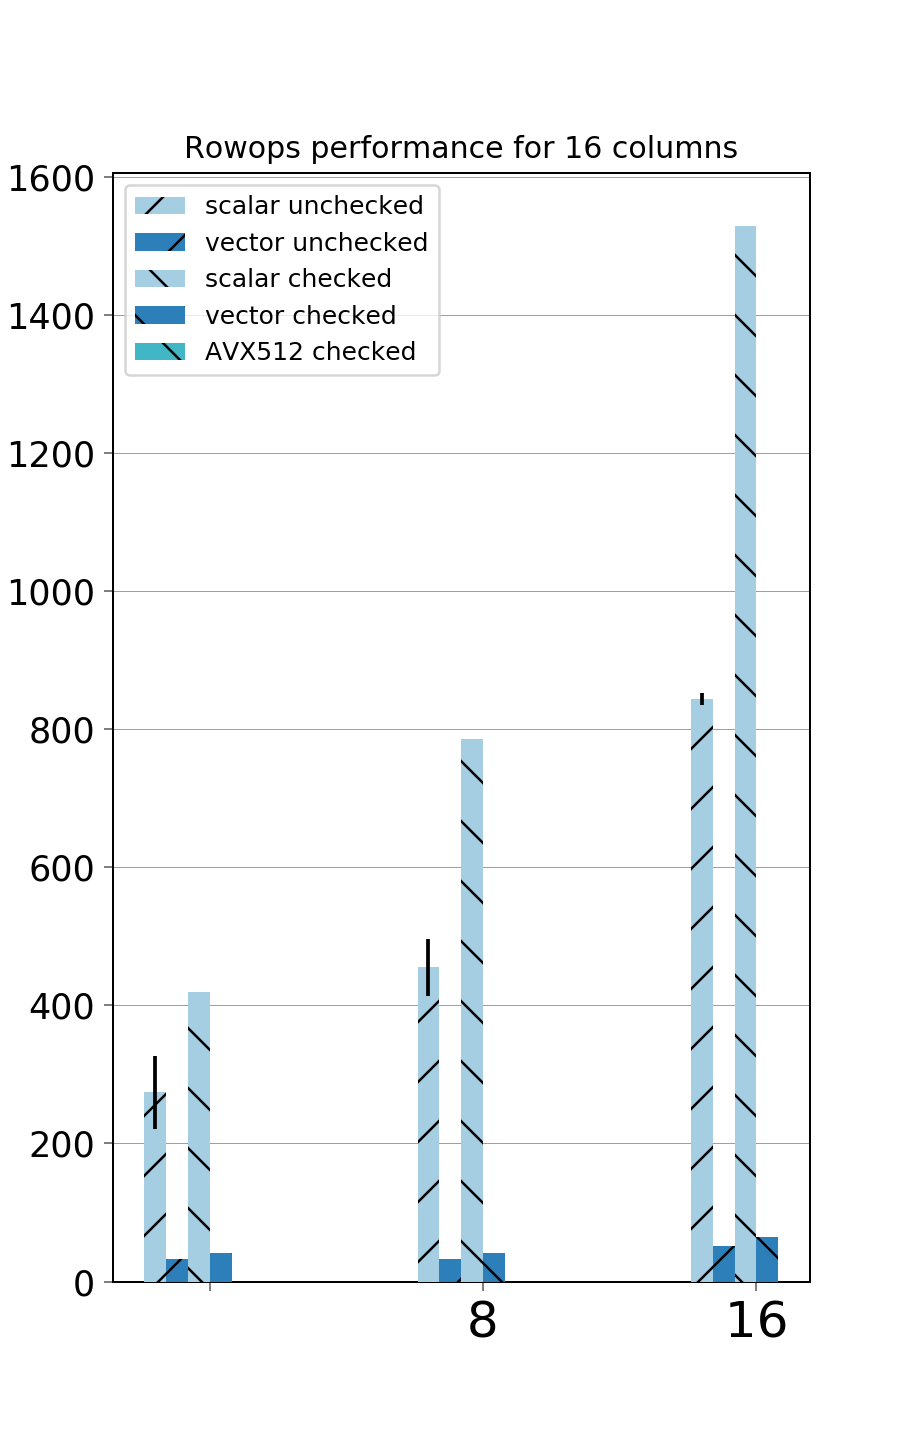 Rowops performance for 16 columns
1600
1400
1200
1000
800
600
400
200
0
scalar unchecked
vector unchecked
scalar checked
vector checked
AVX512 checked
8
16